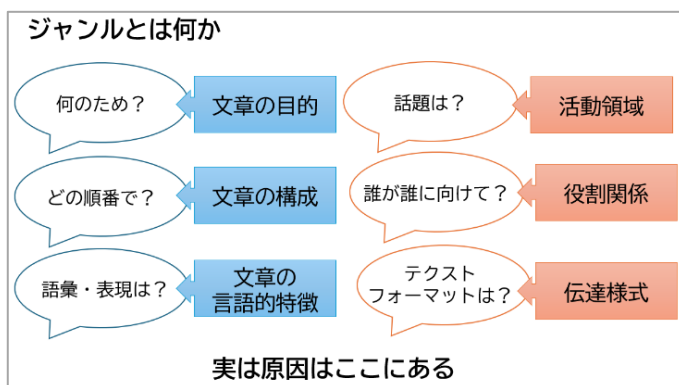 ジャンルとは何か
何のため？
文章の目的
話題は？
活動領域
どの順番で？
文章の構成
誰が誰に向けて？
役割関係
語彙・表現は？
文章の
言語的特徴
テクスト
フォーマットは？
伝達様式
実は原因はここにある